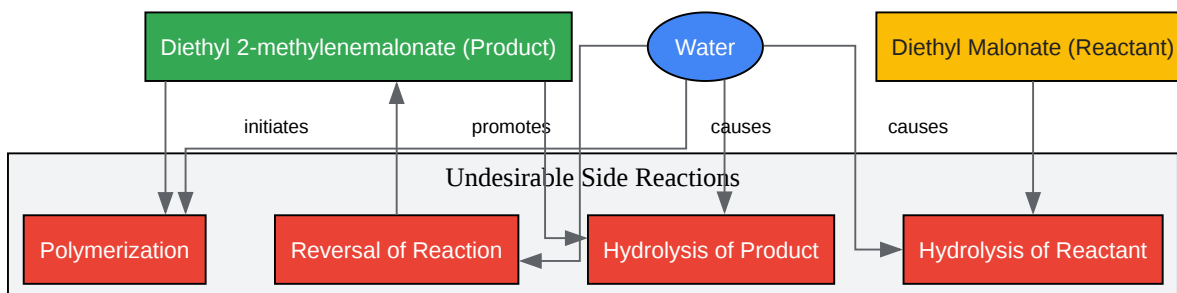 Diethyl 2-methylenemalonate (Product)
Water
Diethyl Malonate (Reactant)
initiates
promotes
causes
causes
Undesirable Side Reactions
Polymerization
Reversal of Reaction
Hydrolysis of Product
Hydrolysis of Reactant